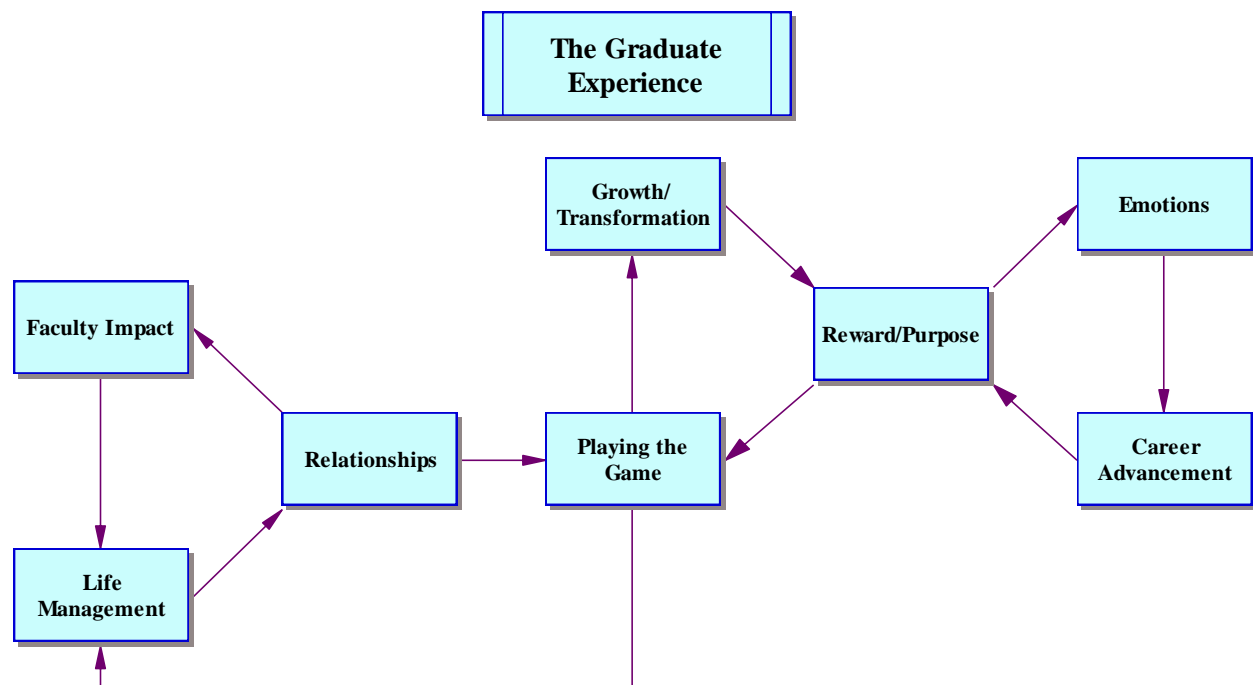 The Graduate
Experience
Growth/
Transformation
Emotions
Faculty Impact
Reward/Purpose
Relationships
Playing the
Game
Career
Advancement
Life
Management